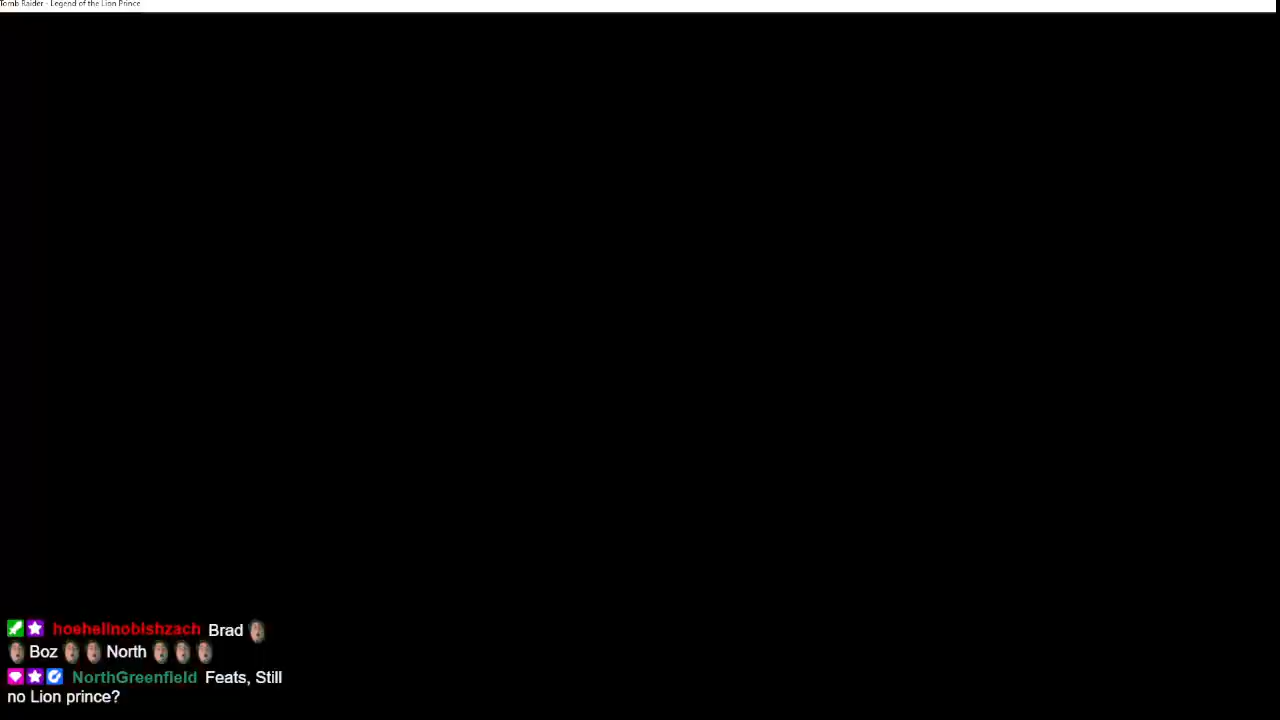 Tomb Raider - Legend of the Lion Prince
hoehellnobishzach Brad
Boz North
NorthGreenfield Feats, Still
no Lion prince?